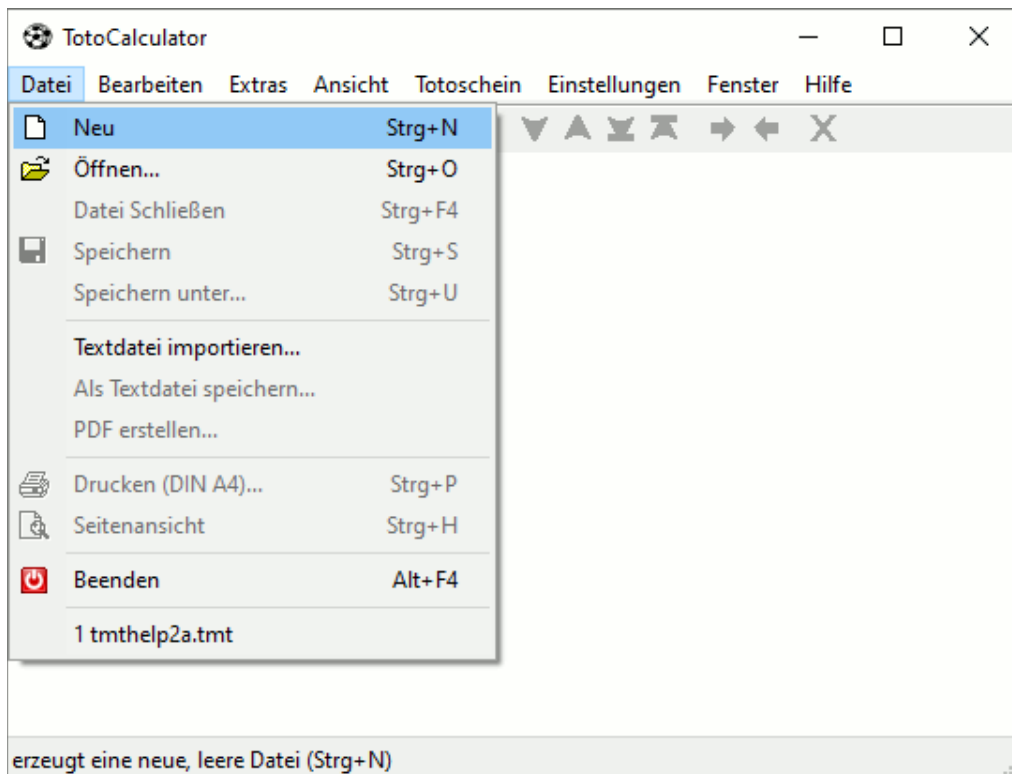 TotoCalculator
Datei Bearbeiten Extras Ansicht Totoschein Einstellungen Fenster Hilfe
Neu Strg+N
Öffnen... Strg+O
Datei Schließen Strg+F4
Speichern Strg+S
Speichern unter... Strg+U
Textdatei importieren...
Als Textdatei speichern...
PDF erstellen...
Drucken (DIN A4)... Strg+P
Seitenansicht Strg+H
Beenden Alt+F4
1 tmthelp2a.tmt
erzeugt eine neue, leere Datei (Strg+N)